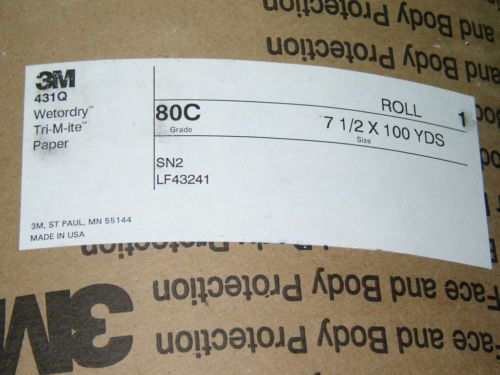 Protection
Face and Body Protection
3M
431Q
Wetordry™
Tri-M-ite™
Paper
80C
Grade
ROLL 1
7 1/2 X 100 YDS
Size
SN2
LF43241
3M, ST PAUL, MN 55144
MADE IN USA
Body Protection
3M
Face and Body Protection
Face and Body Protection